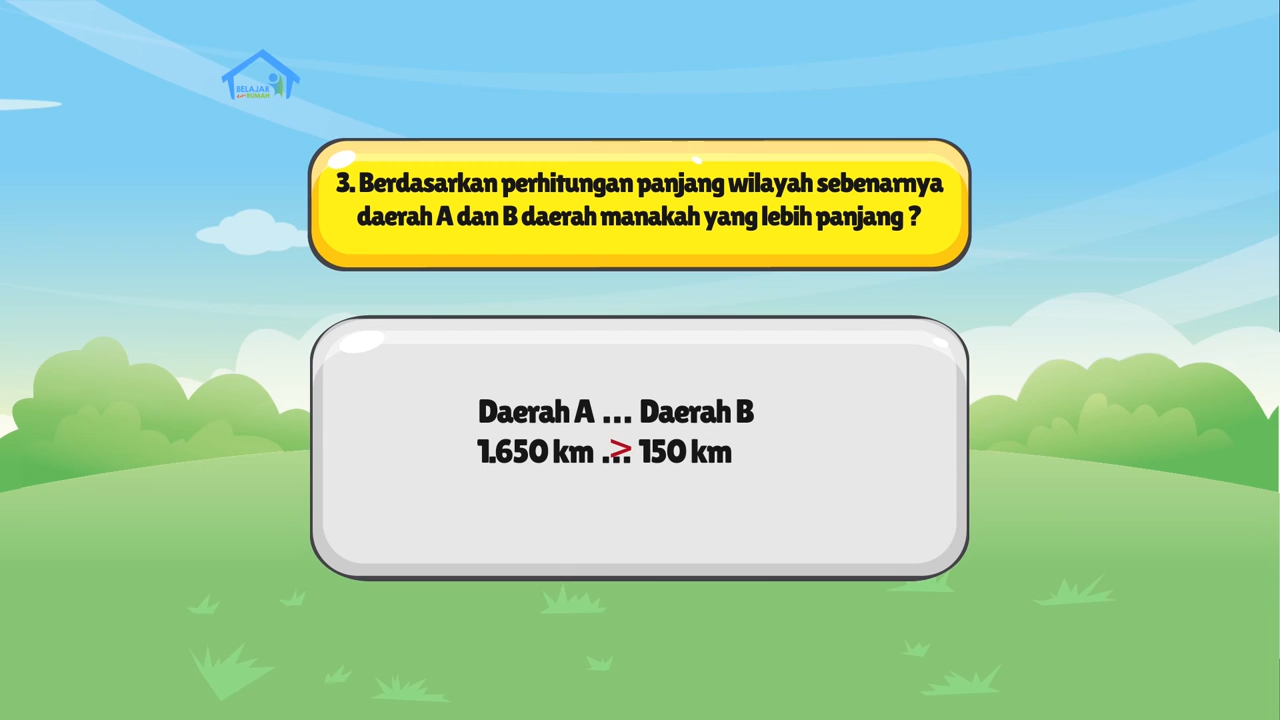 BELAJAR
dari RUMAH
3. Berdasarkan perhitungan panjang wilayah sebenarnya
daerah A dan B daerah manakah yang lebih panjang ?
Daerah A ... Daerah B
1.650 km ...> 150 km